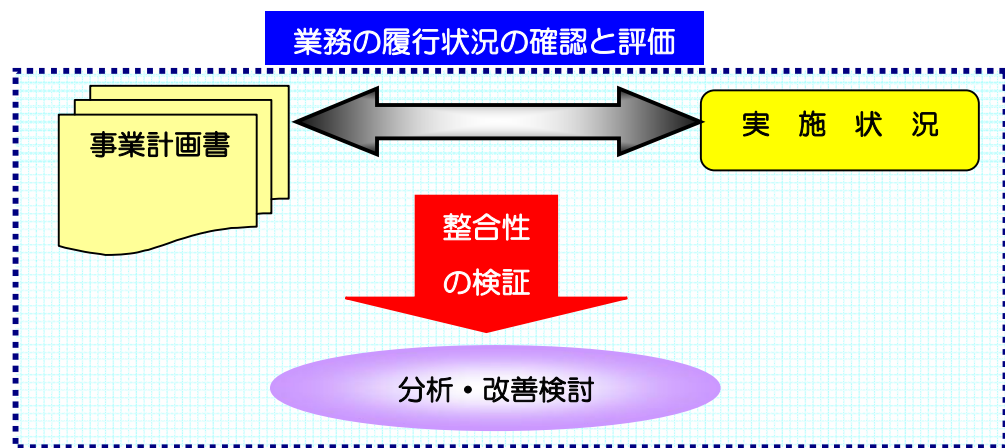 業務の履行状況の確認と評価
事業計画書
実 施 状 況
整合性
の検証
分析・改善検討